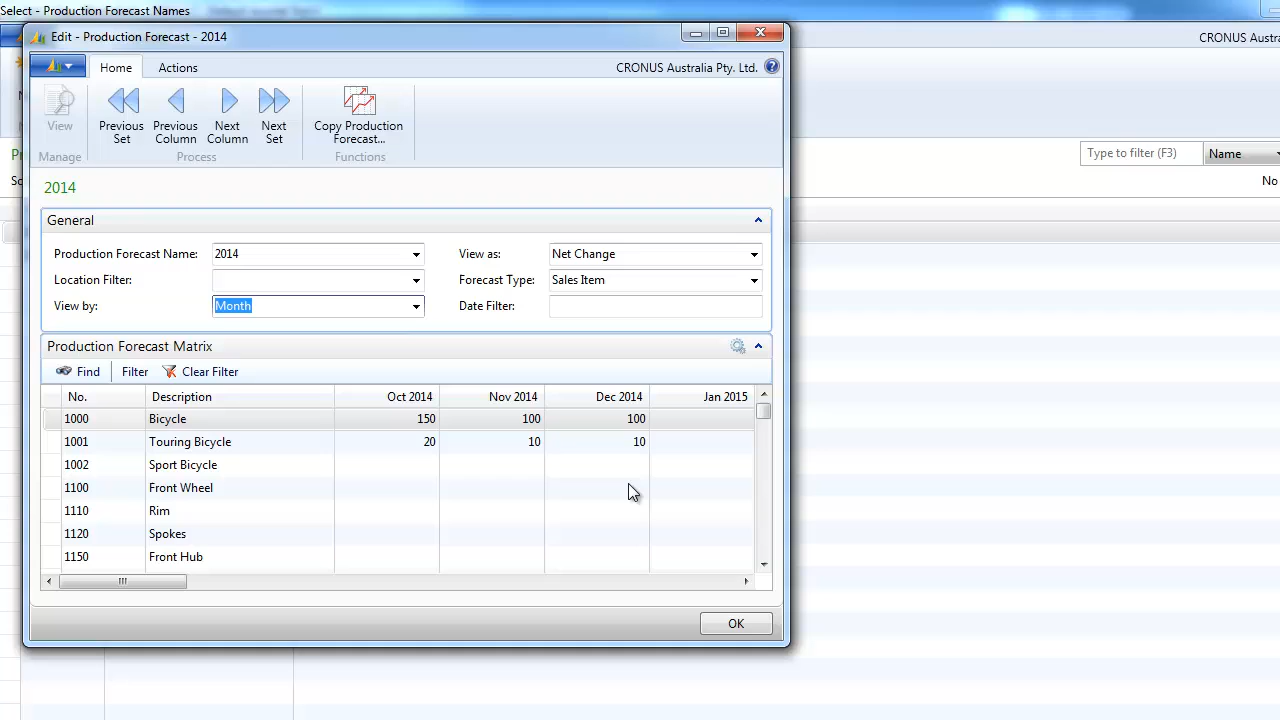 Select - Production Forecast Names
Edit - Production Forecast - 2014
CRONUS Austra
Home Actions CRONUS Australia Pty. Ltd.
View Previous Set Previous Column Next Column Next Set Copy Production Forecast...
Manage Process Functions
Type to filter (F3) Name
No
2014
General
Production Forecast Name: 2014 View as: Net Change
Location Filter: Forecast Type: Sales Item
View by: Month Date Filter:
Production Forecast Matrix
Find Filter Clear Filter
No. Description Oct 2014 Nov 2014 Dec 2014 Jan 2015
1000 Bicycle 150 100 100
1001 Touring Bicycle 20 10 10
1002 Sport Bicycle
1100 Front Wheel
1110 Rim
1120 Spokes
1150 Front Hub
OK